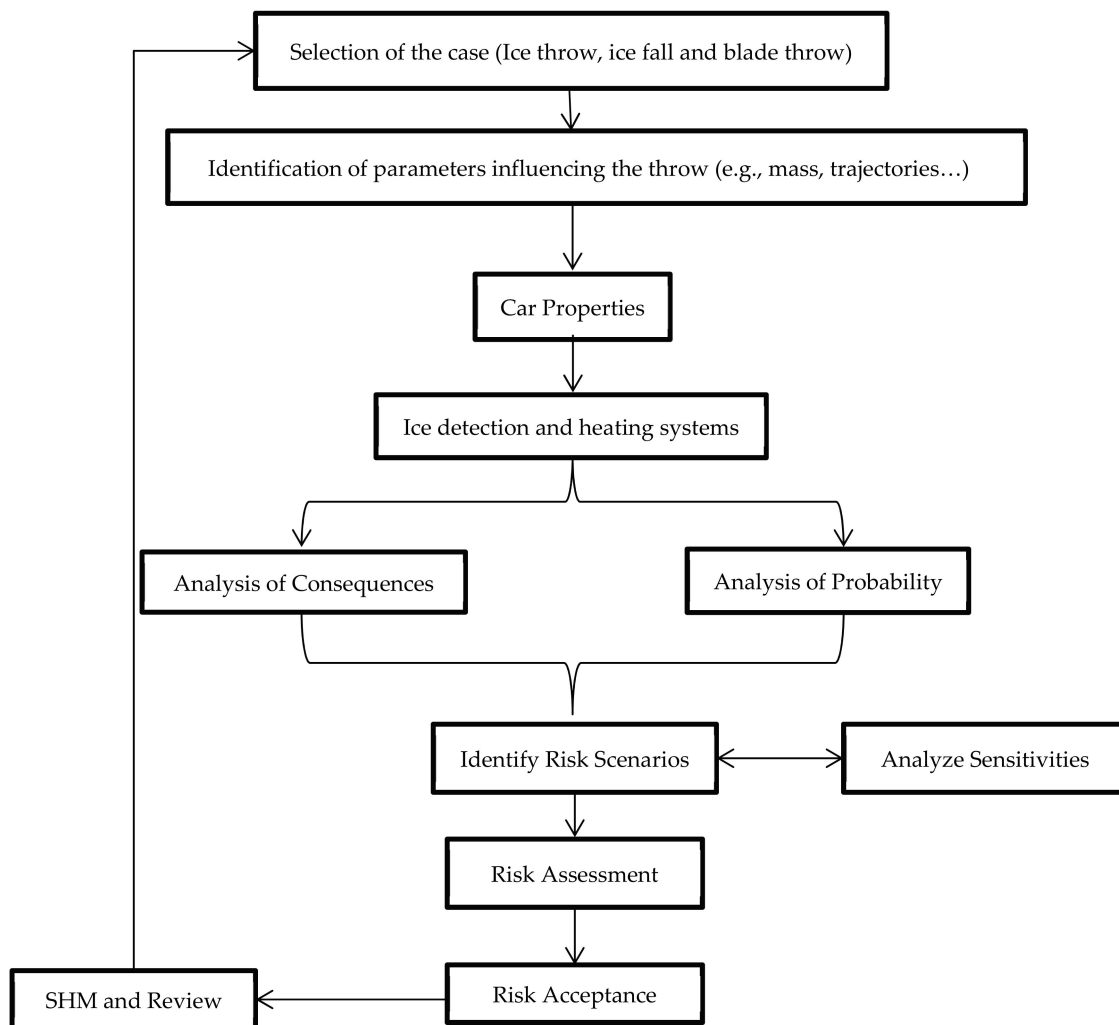 Selection of the case (Ice throw, ice fall and blade throw)
Identification of parameters influencing the throw (e.g., mass, trajectories…)
Car Properties
Ice detection and heating systems
Analysis of Consequences
Analysis of Probability
Identify Risk Scenarios
Analyze Sensitivities
Risk Assessment
Risk Acceptance
SHM and Review